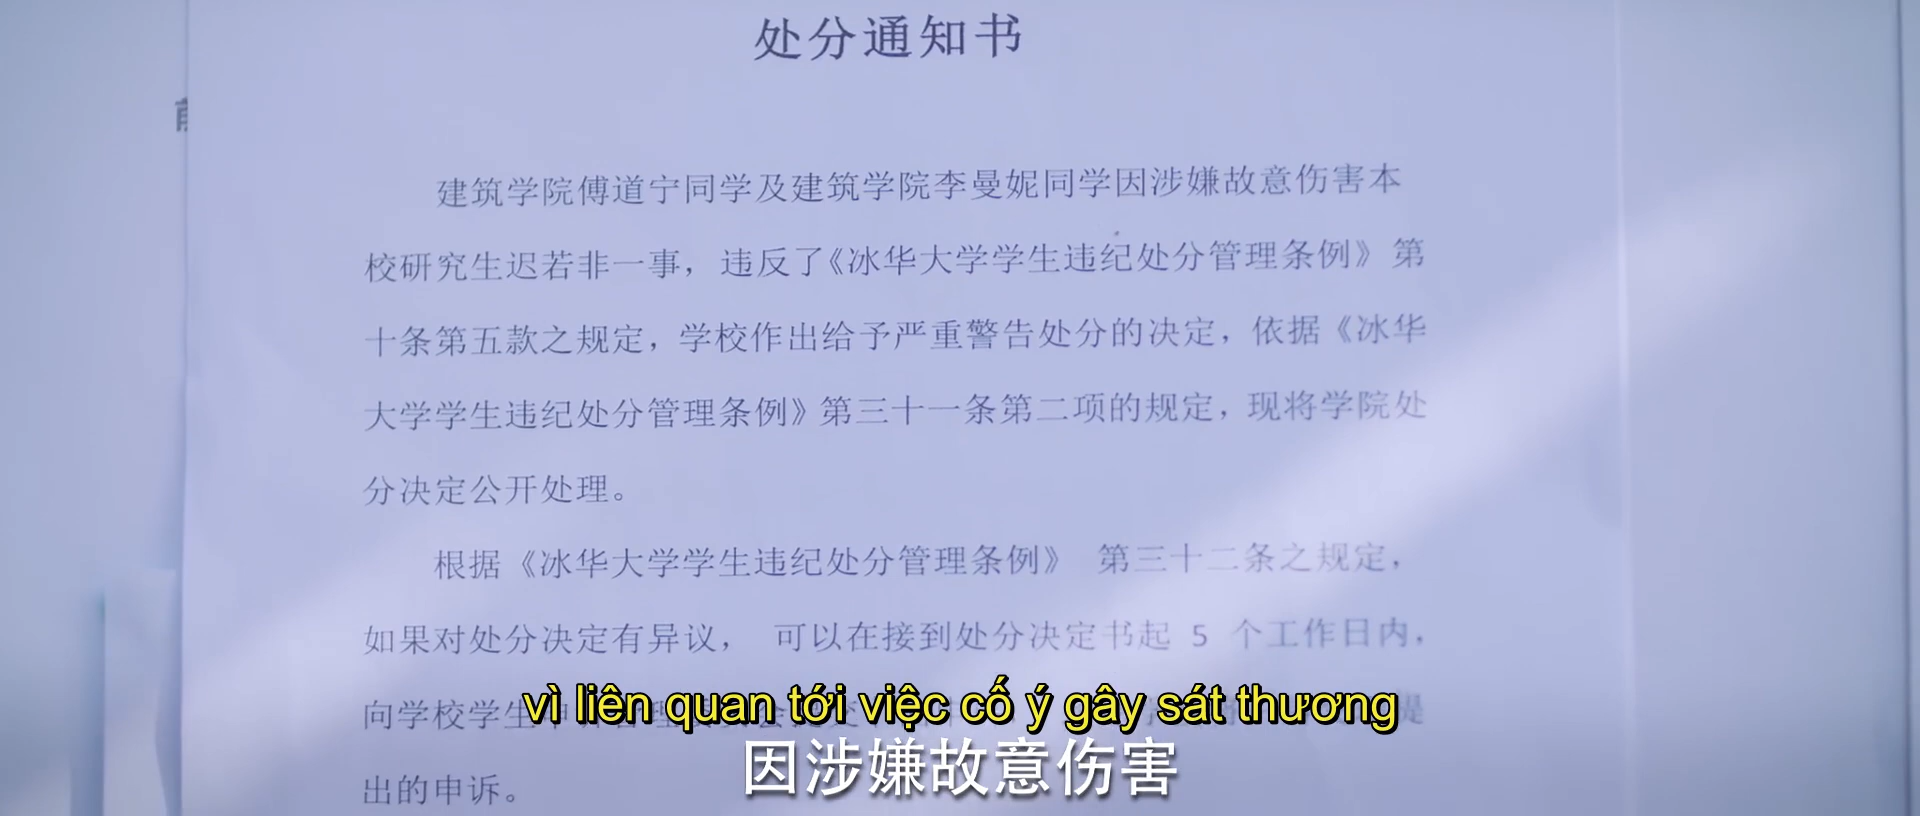 处分通知书
建筑学院傅道宁同学及建筑学院李曼妮同学因涉嫌故意伤害本
校研究生迟若非一事，违反了《冰华大学学生违纪处分管理条例》第
十条第五款之规定，学校作出给予严重警告处分的决定，依据《冰华
大学学生违纪处分管理条例》第三十一条第二项的规定，现将学院处
分决定公开处理。
根据《冰华大学学生违纪处分管理条例》 第三十二条之规定，
如果对处分决定有异议， 可以在接到处分决定书起 5 个工作日内，
向学校学生 提
vì liên quan tới việc cố ý gây sát thương
因涉嫌故意伤害
出的申诉。